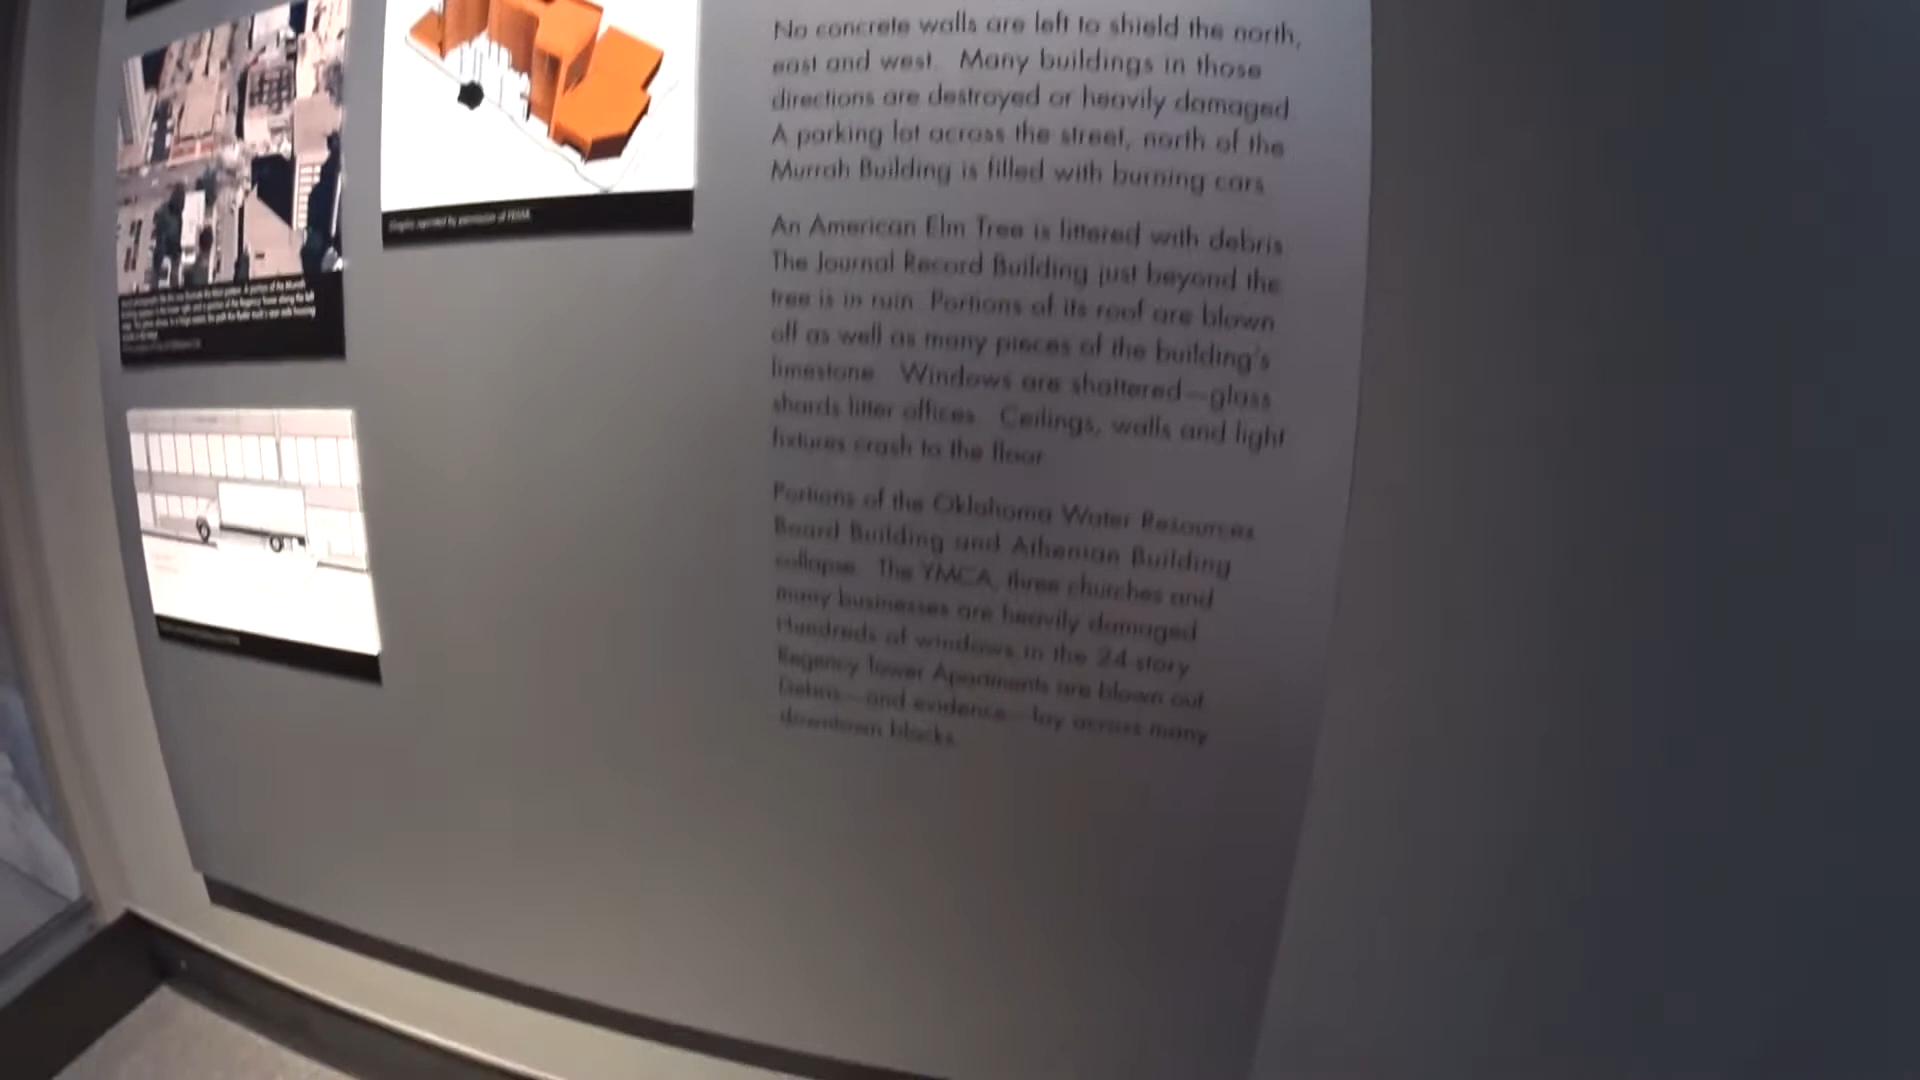 No concrete walls are left to shield the north,
east and west. Many buildings in those
directions are destroyed or heavily damaged.
A parking lot across the street, north of the
Murrah Building is filled with burning cars.
An American Elm Tree is littered with debris.
The Journal Record Building just beyond the
tree is in ruin. Portions of its roof are blown
off as well as many pieces of the building's
limestone. Windows are shattered—glass
shards litter offices. Ceilings, walls and light
fixtures crash to the floor.
Portions of the Oklahoma Water Resources
Board Building and Athenian Building
collapse. The YMCA, three churches and
many businesses are heavily damaged.
Hundreds of windows in the 24-story
Regency Tower Apartments are blown out.
Debris—and evidence—lay across many
downtown blocks.
Graphic reprinted by permission of FEMA